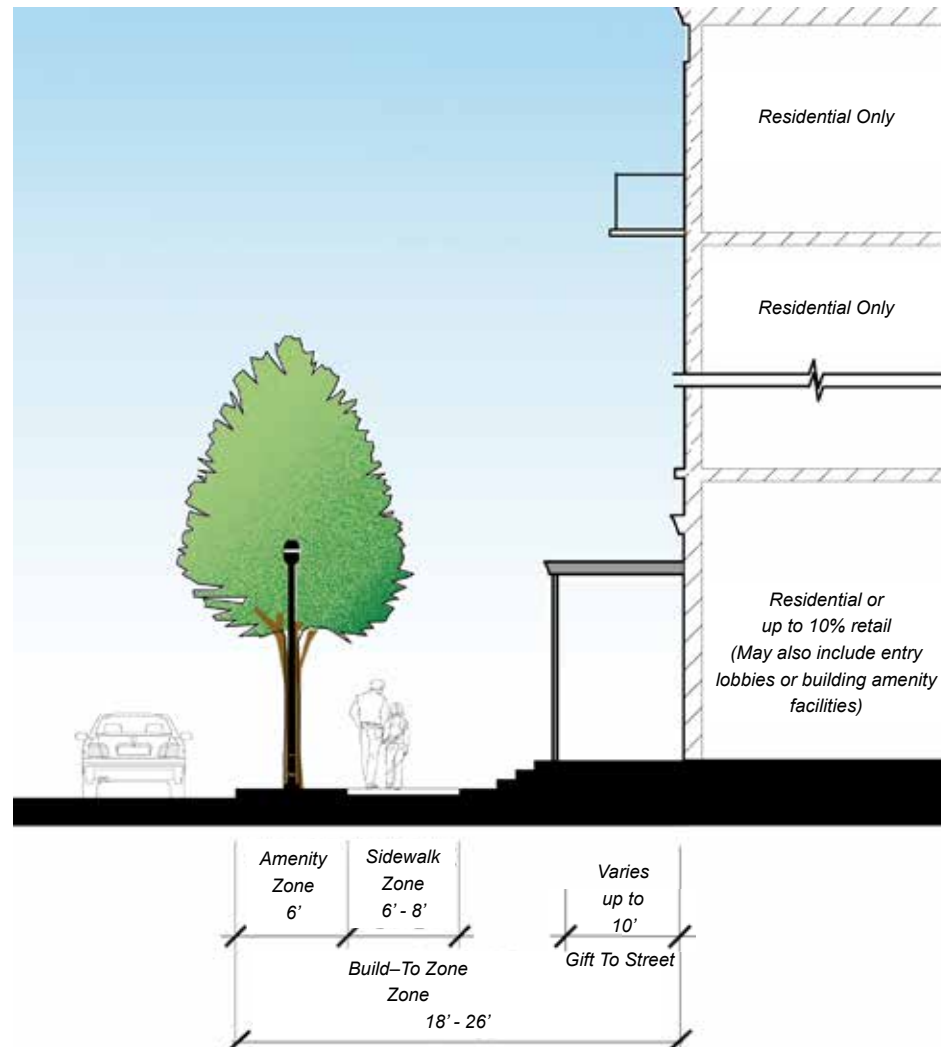 Residential Only
Residential Only
Residential or
up to 10% retail
(May also include entry
lobbies or building amenity
facilities)
Amenity
Zone
6’
Sidewalk
Zone
6’ - 8’
Varies
up to
10’
Gift To Street
Build–To Zone
Zone
18’ - 26’